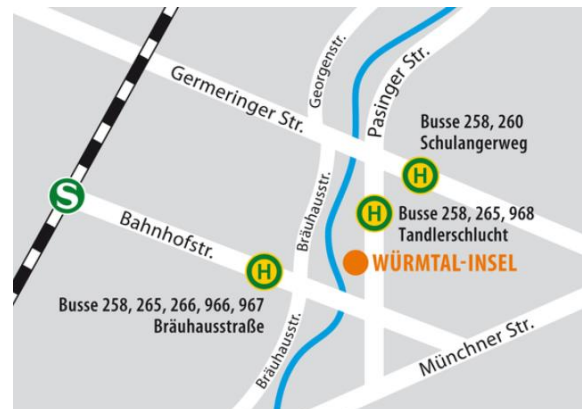 Georgenstr.
Germeringer Str.
Pasinger Str.
Busse 258, 260
Schulangerweg
H
S
H
Busse 258, 265, 968
Tandlerschlucht
Bahnhofstr.
Bräuhausstr.
H
WÜRMTAL-INSEL
Busse 258, 265, 266, 966, 967
Bräuhausstraße
Bräuhausstr.
Münchner Str.